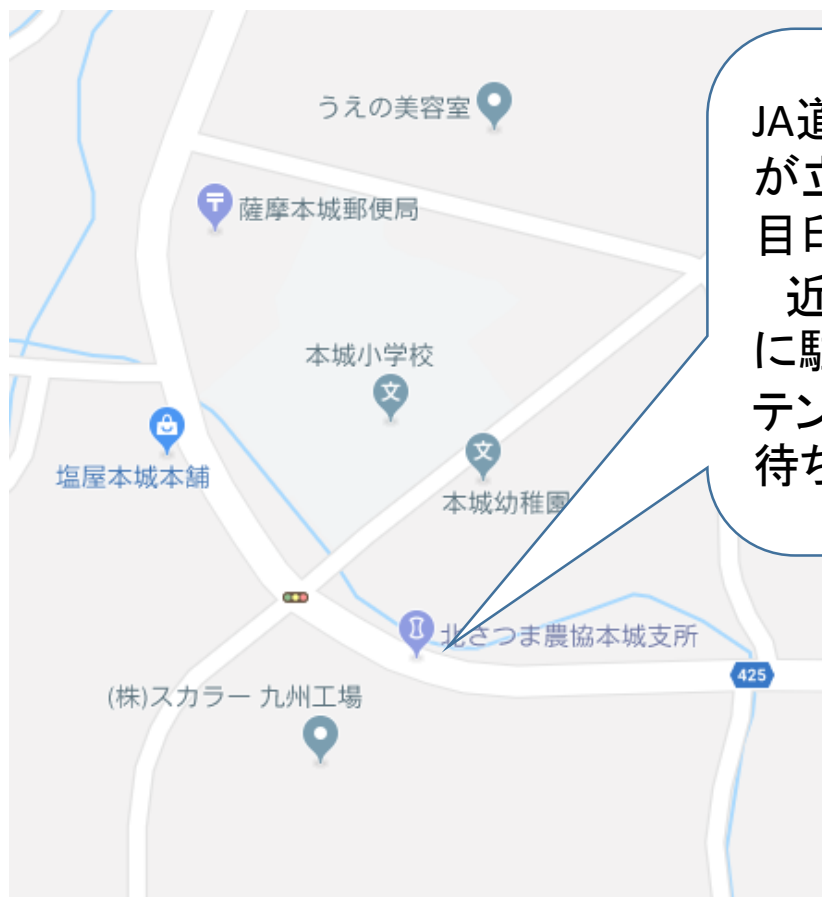 うえの美容室
薩摩本城郵便局
本城小学校
文
塩屋本城本舗
文
本城幼稚園
北さつま農協本城支所
425
(株)スカラー 九州工場
JA道
が立
目印
近
に駐
テン
待ち